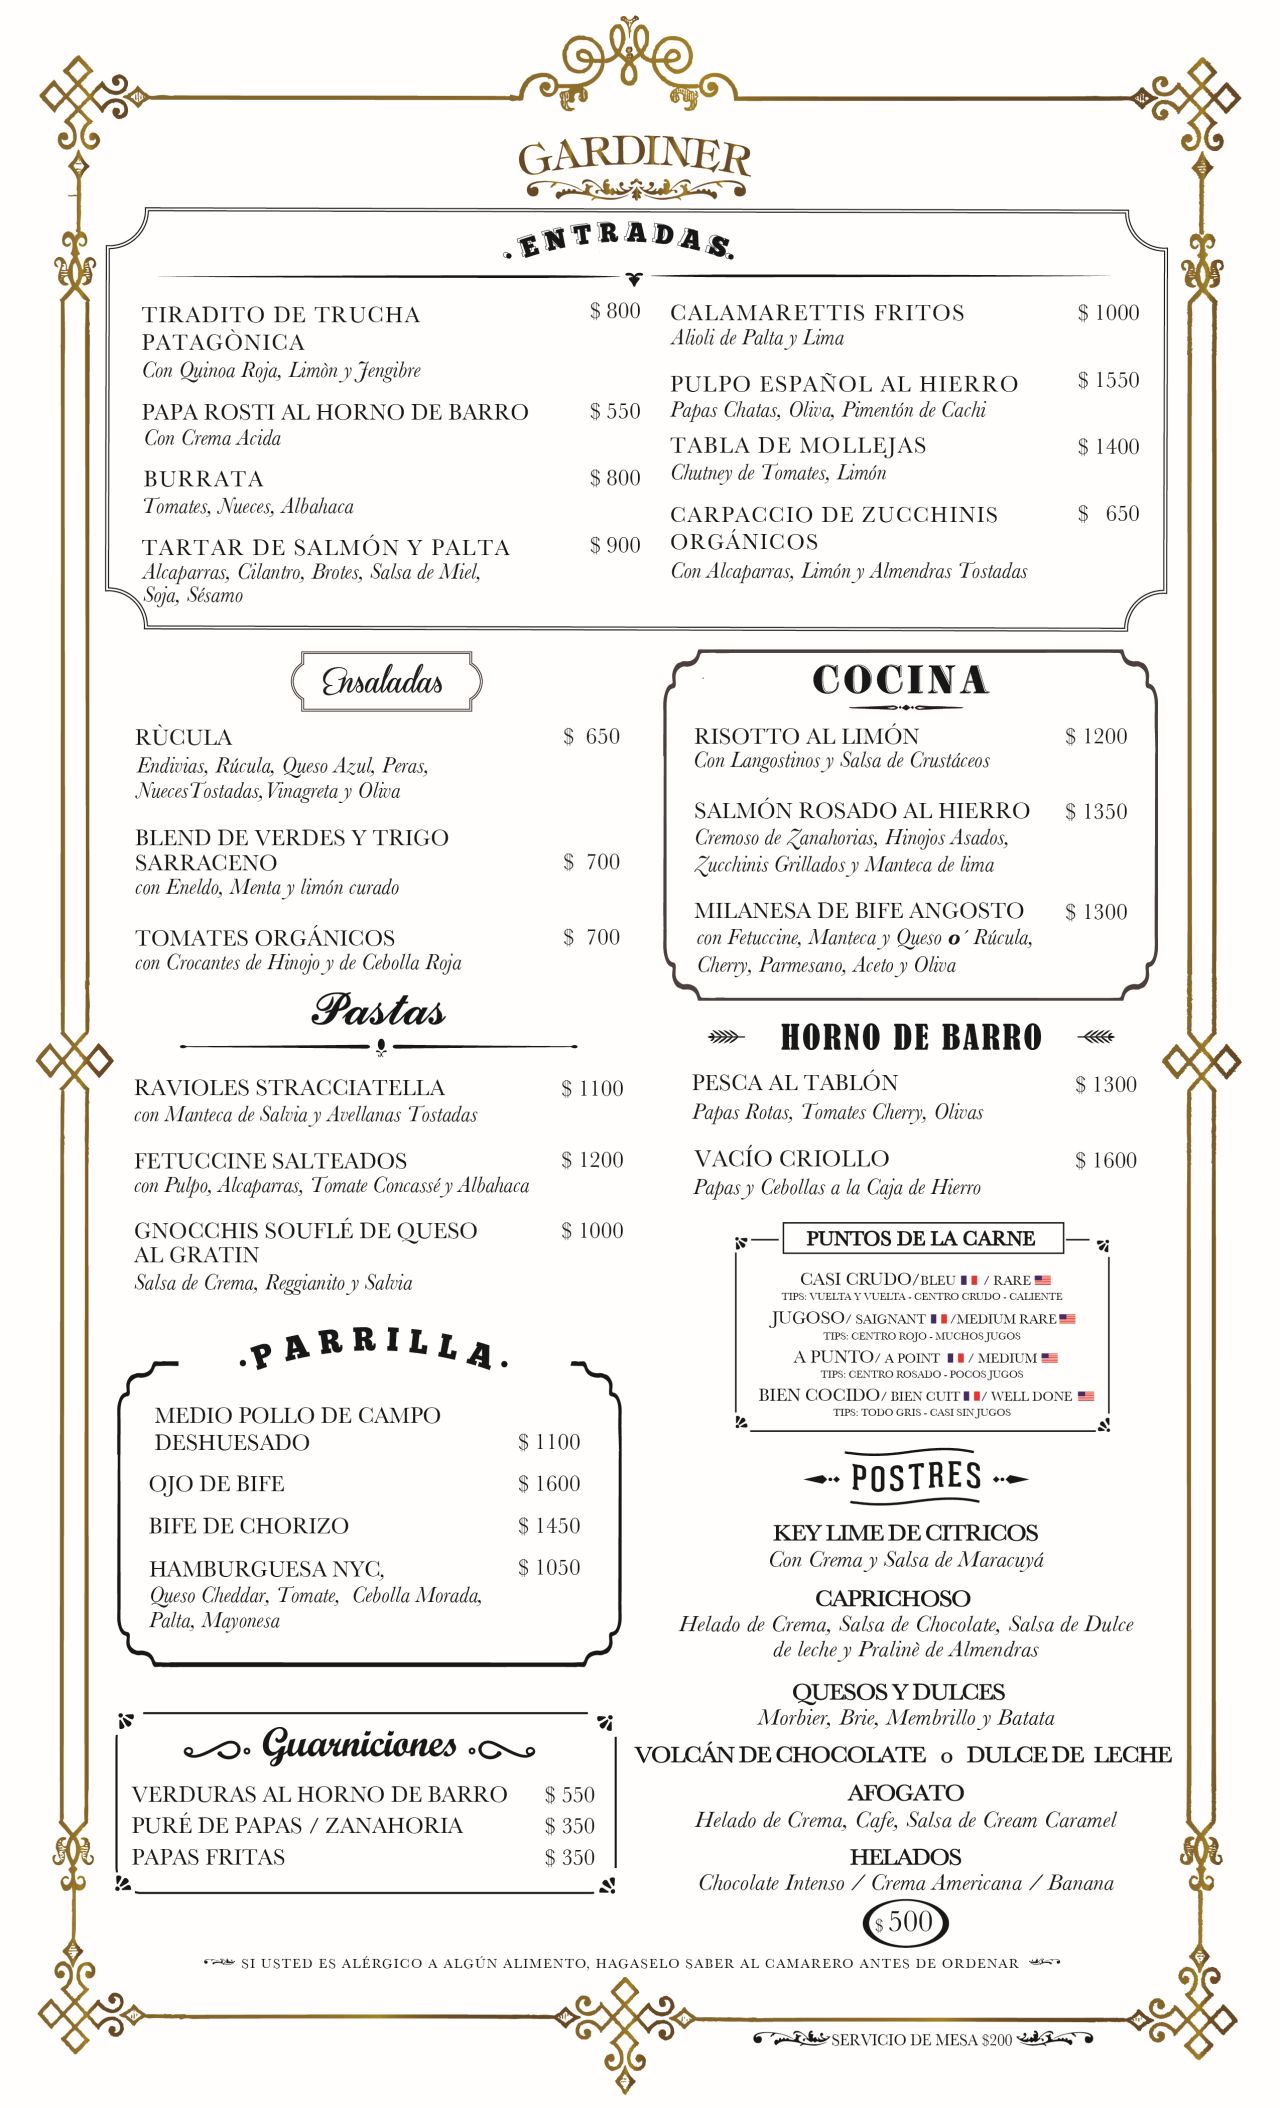 GARDINER
.ENTRADAS.
TIRADITO DE TRUCHA $ 800
PATAGÒNICA
Con Quinoa Roja, Limòn y Jengibre
PAPA ROSTI AL HORNO DE BARRO $ 550
Con Crema Acida
BURRATA $ 800
Tomates, Nueces, Albahaca
TARTAR DE SALMÓN Y PALTA $ 900
Alcaparras, Cilantro, Brotes, Salsa de Miel,
Soja, Sésamo
CALAMARETTIS FRITOS $ 1000
Alioli de Palta y Lima
PULPO ESPAÑOL AL HIERRO $ 1550
Papas Chatas, Oliva, Pimentón de Cachi
TABLA DE MOLLEJAS $ 1400
Chutney de Tomates, Limón
CARPACCIO DE ZUCCHINIS $ 650
ORGÁNICOS
Con Alcaparras, Limón y Almendras Tostadas
Ensaladas
RÙCULA $ 650
Endivias, Rúcula, Queso Azul, Peras,
NuecesTostadas, Vinagreta y Oliva
BLEND DE VERDES Y TRIGO
SARRACENO $ 700
con Eneldo, Menta y limón curado
TOMATES ORGÁNICOS $ 700
con Crocantes de Hinojo y de Cebolla Roja
Pastas
RAVIOLES STRACCIATELLA $ 1100
con Manteca de Salvia y Avellanas Tostadas
FETUCCINE SALTEADOS $ 1200
con Pulpo, Alcaparras, Tomate Concassé y Albahaca
GNOCCHIS SOUFLÉ DE QUESO $ 1000
AL GRATIN
Salsa de Crema, Reggianito y Salvia
.PARRILLA.
MEDIO POLLO DE CAMPO
DESHUESADO $ 1100
OJO DE BIFE $ 1600
BIFE DE CHORIZO $ 1450
HAMBURGUESA NYC, $ 1050
Queso Cheddar, Tomate, Cebolla Morada,
Palta, Mayonesa
Guarniciones
VERDURAS AL HORNO DE BARRO $ 550
PURÉ DE PAPAS / ZANAHORIA $ 350
PAPAS FRITAS $ 350
COCINA
RISOTTO AL LIMÓN $ 1200
Con Langostinos y Salsa de Crustáceos
SALMÓN ROSADO AL HIERRO $ 1350
Cremoso de Zanahorias, Hinojos Asados,
Zucchinis Grillados y Manteca de lima
MILANESA DE BIFE ANGOSTO $ 1300
con Fetuccine, Manteca y Queso o´ Rúcula,
Cherry, Parmesano, Aceto y Oliva
HORNO DE BARRO
PESCA AL TABLÓN $ 1300
Papas Rotas, Tomates Cherry, Olivas
VACÍO CRIOLLO $ 1600
Papas y Cebollas a la Caja de Hierro
PUNTOS DE LA CARNE
CASI CRUDO/BLEU / RARE
TIPS: VUELTA Y VUELTA - CENTRO CRUDO - CALIENTE
JUGOSO/ SAIGNANT /MEDIUM RARE
TIPS: CENTRO ROJO - MUCHOS JUGOS
A PUNTO/ A POINT / MEDIUM
TIPS: CENTRO ROSADO - POCOS JUGOS
BIEN COCIDO/ BIEN CUIT / WELL DONE
TIPS: TODO GRIS - CASI SIN JUGOS
POSTRES
KEY LIME DE CITRICOS
Con Crema y Salsa de Maracuyá
CAPRICHOSO
Helado de Crema, Salsa de Chocolate, Salsa de Dulce
de leche y Pralinè de Almendras
QUESOS Y DULCES
Morbier, Brie, Membrillo y Batata
VOLCÁN DE CHOCOLATE o DULCE DE LECHE
AFOGATO
Helado de Crema, Cafe, Salsa de Cream Caramel
HELADOS
Chocolate Intenso / Crema Americana / Banana
$ 500
SI USTED ES ALÉRGICO A ALGÚN ALIMENTO, HAGASELO SABER AL CAMARERO ANTES DE ORDENAR
SERVICIO DE MESA $200